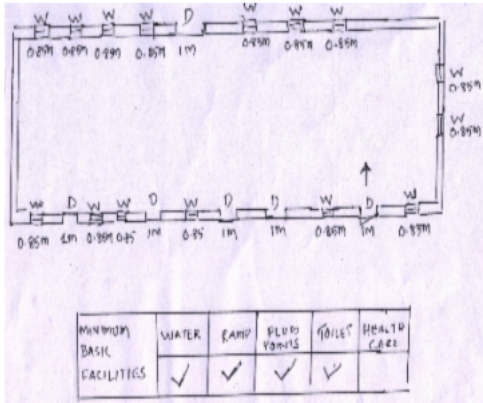 W W W W D W W W
0.85m 0.85m 0.85m 0.85m 1m 0.85m 0.85m 0.85m
W
0.85m
W
0.85m
W D W W D W D D W D W
0.85m 1m 0.85m 0.85 1m 0.85 1m 1m 0.85m 1m 0.85m
MINIMUM BASIC FACILITIES
WATER RAMP PLUG POINTS TOILET HEALTH CARE
✓ ✓ ✓ ✓